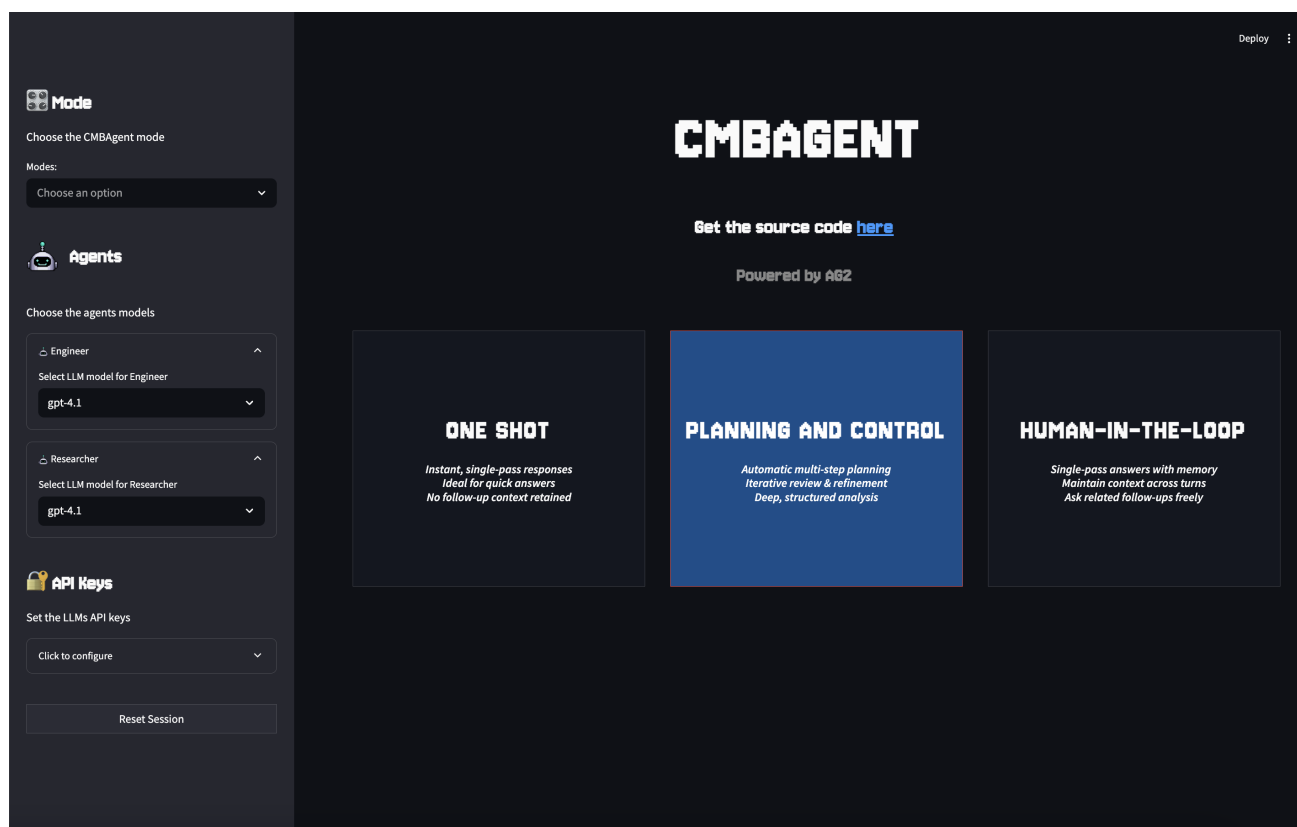 Deploy
Mode
Choose the CMBAgent mode
Modes:
Choose an option
Agents
Choose the agents models
Engineer
Select LLM model for Engineer
gpt-4.1
Researcher
Select LLM model for Researcher
gpt-4.1
API Keys
Set the LLMs API keys
Click to configure
Reset Session
CMBAGENT
Get the source code here
Powered by AG2
ONE SHOT
Instant, single-pass responses
Ideal for quick answers
No follow-up context retained
PLANNING AND CONTROL
Automatic multi-step planning
Iterative review & refinement
Deep, structured analysis
HUMAN-IN-THE-LOOP
Single-pass answers with memory
Maintain context across turns
Ask related follow-ups freely